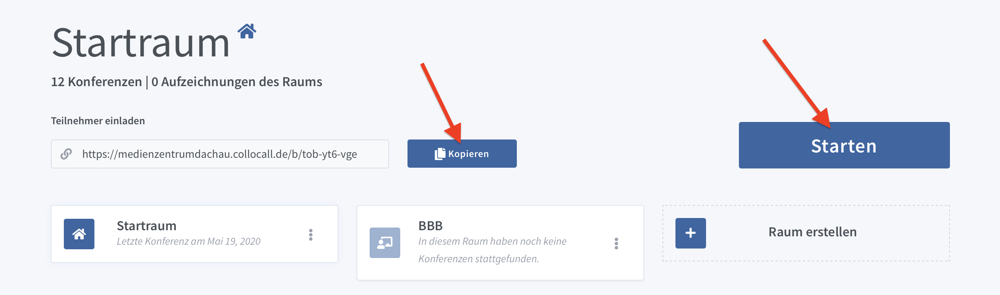 Startraum
12 Konferenzen | 0 Aufzeichnungen des Raums
Teilnehmer einladen
https://medienzentrumdachau.collocall.de/b/tob-yt6-vge
Kopieren
Starten
Startraum
Letzte Konferenz am Mai 19, 2020
BBB
In diesem Raum haben noch keine
Konferenzen stattgefunden.
Raum erstellen